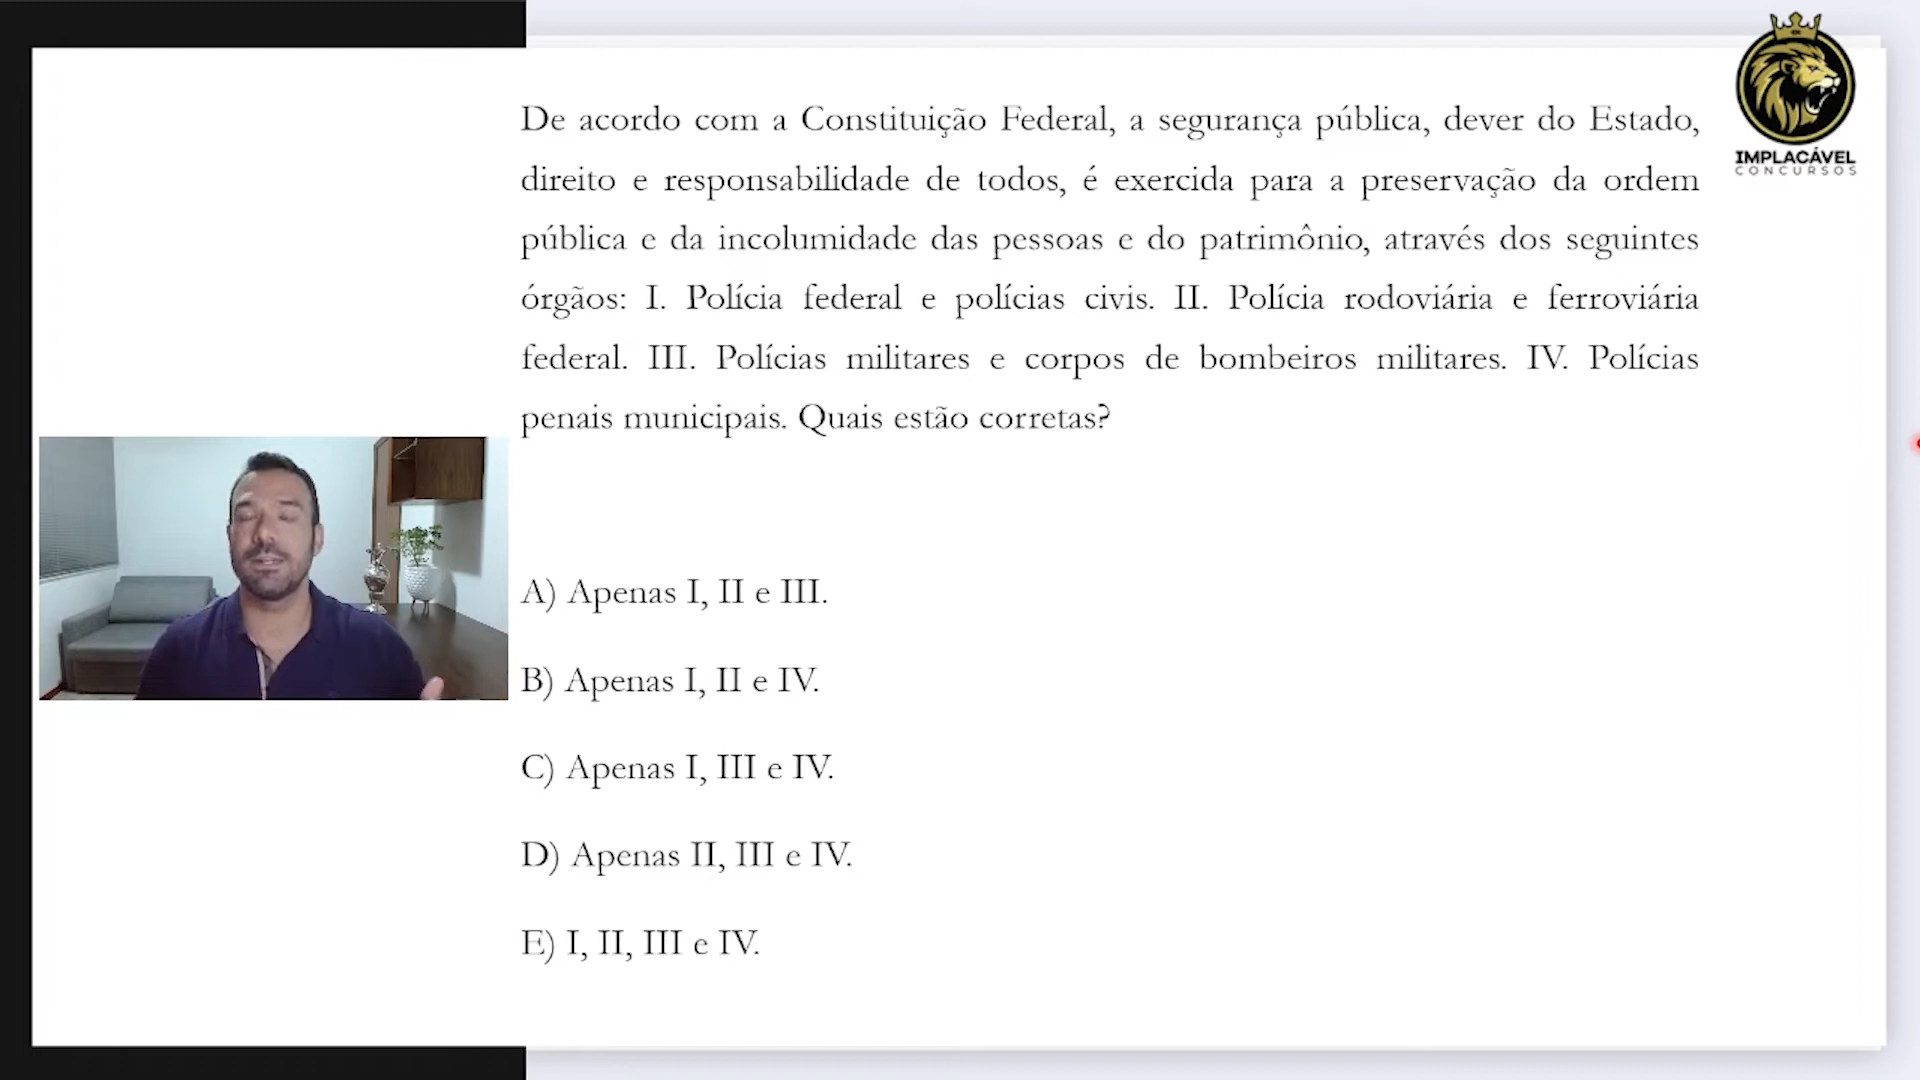 IMPLACÁVEL
CONCURSOS
De acordo com a Constituição Federal, a segurança pública, dever do Estado,
direito e responsabilidade de todos, é exercida para a preservação da ordem
pública e da incolumidade das pessoas e do patrimônio, através dos seguintes
órgãos: I. Polícia federal e polícias civis. II. Polícia rodoviária e ferroviária
federal. III. Polícias militares e corpos de bombeiros militares. IV. Polícias
penais municipais. Quais estão corretas?
A) Apenas I, II e III.
B) Apenas I, II e IV.
C) Apenas I, III e IV.
D) Apenas II, III e IV.
E) I, II, III e IV.